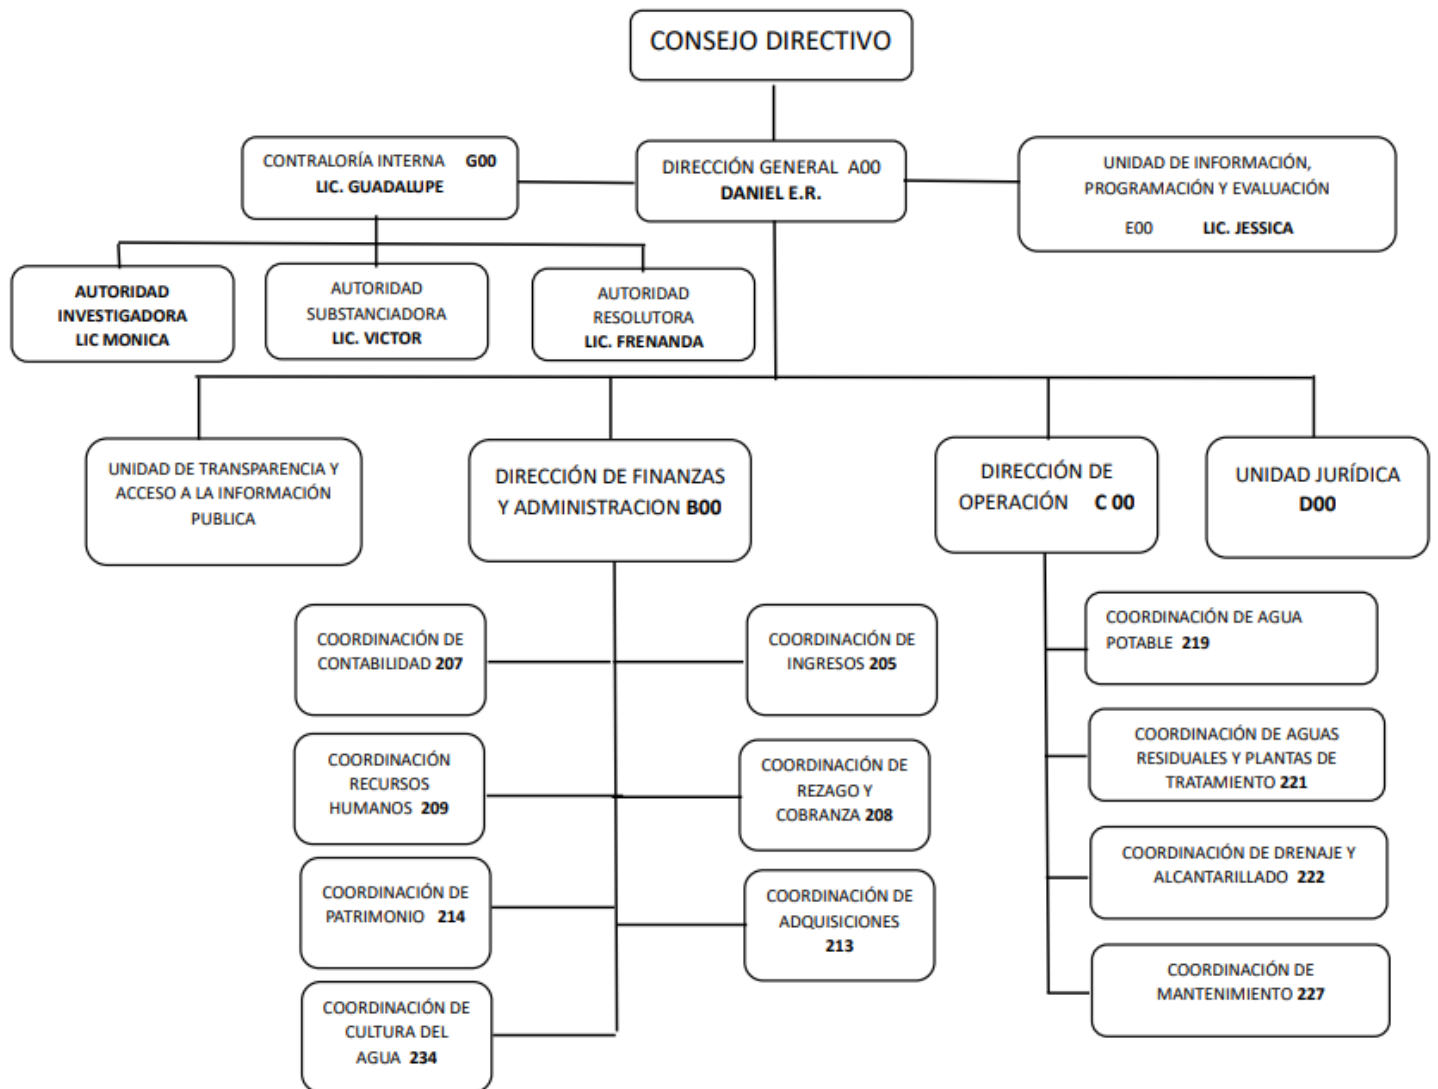 CONSEJO DIRECTIVO
CONTRALORÍA INTERNA G00
LIC. GUADALUPE
DIRECCIÓN GENERAL A00
DANIEL E.R.
UNIDAD DE INFORMACIÓN,
PROGRAMACIÓN Y EVALUACIÓN
E00 LIC. JESSICA
AUTORIDAD
INVESTIGADORA
LIC MONICA
AUTORIDAD
SUBSTANCIADORA
LIC. VICTOR
AUTORIDAD
RESOLUTORA
LIC. FRENANDA
UNIDAD DE TRANSPARENCIA Y
ACCESO A LA INFORMACIÓN
PUBLICA
DIRECCIÓN DE FINANZAS
Y ADMINISTRACION B00
DIRECCIÓN DE
OPERACIÓN C 00
UNIDAD JURÍDICA
D00
COORDINACIÓN DE
CONTABILIDAD 207
COORDINACIÓN DE
INGRESOS 205
COORDINACIÓN DE AGUA
POTABLE 219
COORDINACIÓN
RECURSOS
HUMANOS 209
COORDINACIÓN DE
REZAGO Y
COBRANZA 208
COORDINACIÓN DE AGUAS
RESIDUALES Y PLANTAS DE
TRATAMIENTO 221
COORDINACIÓN DE
PATRIMONIO 214
COORDINACIÓN DE
ADQUISICIONES
213
COORDINACIÓN DE DRENAJE Y
ALCANTARILLADO 222
COORDINACIÓN DE
CULTURA DEL
AGUA 234
COORDINACIÓN DE
MANTENIMIENTO 227